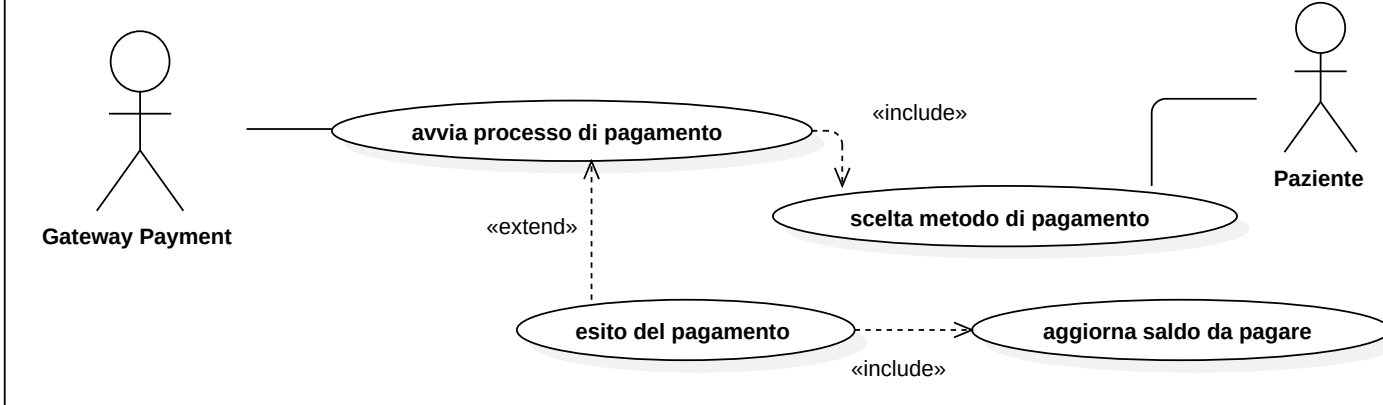 «include»
avvia processo di pagamento
Paziente
scelta metodo di pagamento
«extend»
Gateway Payment
esito del pagamento
aggiorna saldo da pagare
«include»